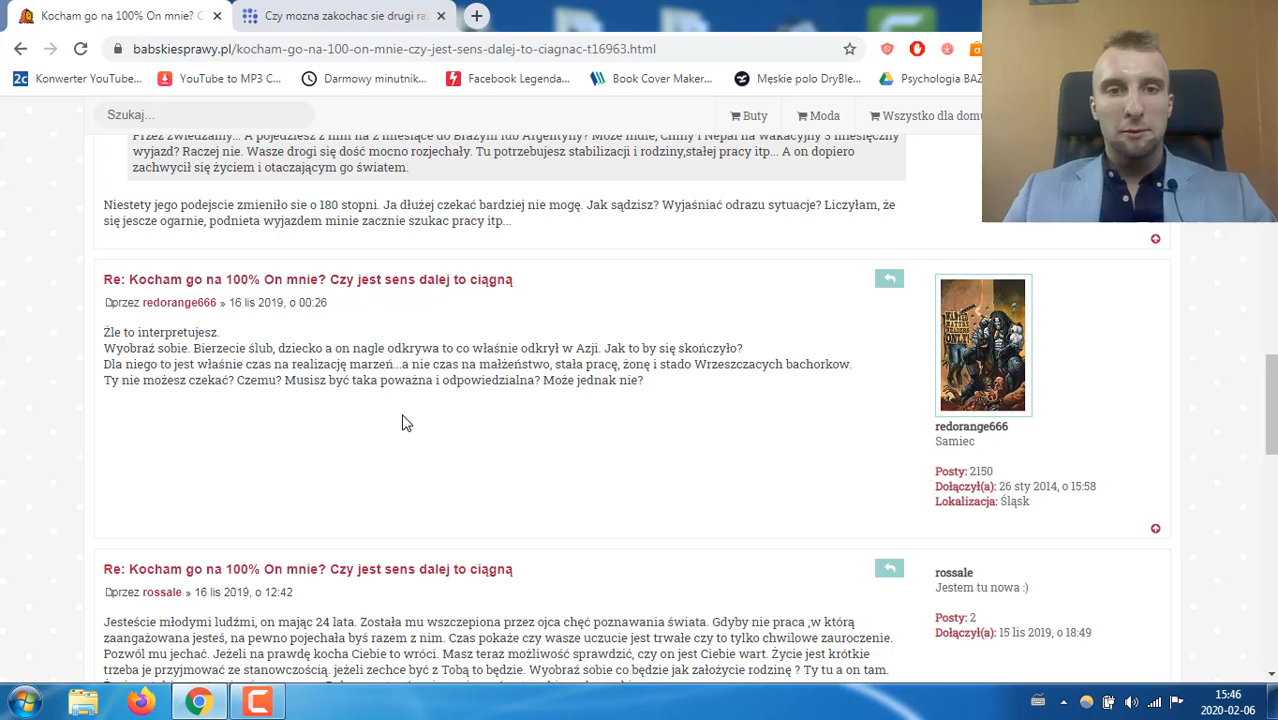 Kocham go na 100% On mnie? C
Czy mozna zakochac sie drugi ra
babskiesprawy.pl/kocham-go-na-100-on-mnie-czy-jest-sens-dalej-to-ciagnac-t16963.html
2c Konwerter YouTube... YouTube to MP3 C... Darmowy minutnik... Facebook Legenda... Book Cover Maker... Męskie polo DryBle... Psychologia BAZ
Szukaj... Buty Moda Wszystko dla domu
Przez zwiedzamy... A pojedziesz z nim na 2 miesiące do Brazyliі lub Argentyny? Może Indie, Chiny i Nepal na wakacyjny 3 miesięczny
wyjazd? Raczej nie. Wasze drogi się dość mocno rozjechały. Tu potrzebujesz stabilizacji i rodziny,stałej pracy itp... A on dopiero
zachwycił się życiem i otaczającym go światem.
Niestety jego podejscie zmieniło sie o 180 stopni. Ja dłużej czekać bardziej nie mogę. Jak sądzisz? Wyjaśniać odrazu sytuacje? Liczyłam, że
się jescze ogarnie, podnieta wyjazdem minie zacznie szukac pracy itp...
Re: Kocham go na 100% On mnie? Czy jest sens dalej to ciągną
przez redorange666 » 16 lis 2019, o 00:26
Źle to interpretujesz.
Wyobraź sobie. Bierzecie ślub, dziecko a on nagle odkrywa to co właśnie odkrył w Azji. Jak to by się skończyło?
Dla niego to jest właśnie czas na realizację marzeń...a nie czas na małżeństwo, stała pracę, żonę i stado Wrzeszczacych bachorkow.
Ty nie możesz czekać? Czemu? Musisz być taka poważna i odpowiedzialna? Może jednak nie?
WANTED
redorange666
Samiec
Posty: 2150
Dołączył(a): 26 sty 2014, o 15:58
Lokalizacja: Śląsk
Re: Kocham go na 100% On mnie? Czy jest sens dalej to ciągną
przez rossale » 16 lis 2019, o 12:42
rossale
Jestem tu nowa :)
Posty: 2
Dołączył(a): 15 lis 2019, o 18:49
Jesteście młodymi ludźmi, on mając 24 lata. Została mu wszczepiona przez ojca chęć poznawania świata. Gdyby nie praca ,w którą
zaangażowana jesteś, na pewno pjechała byś razem z nim. Czas pokaże czy wasze uczucie jest trwałe czy to tylko chwilowe zauroczenie.
Pozwól mu jechać. Jeżeli na prawdę kocha Ciebie to wróci. Masz teraz możliwość sprawdzić, czy on jest Ciebie wart. Życie jest krótkie
trzeba je przyjmować ze stanowczością. jeżeli zechce być z Tobą to będzie. Wyobraź sobie co będzie jak założycie rodzinę ? Ty tu a on tam.
15:46
2020-02-06